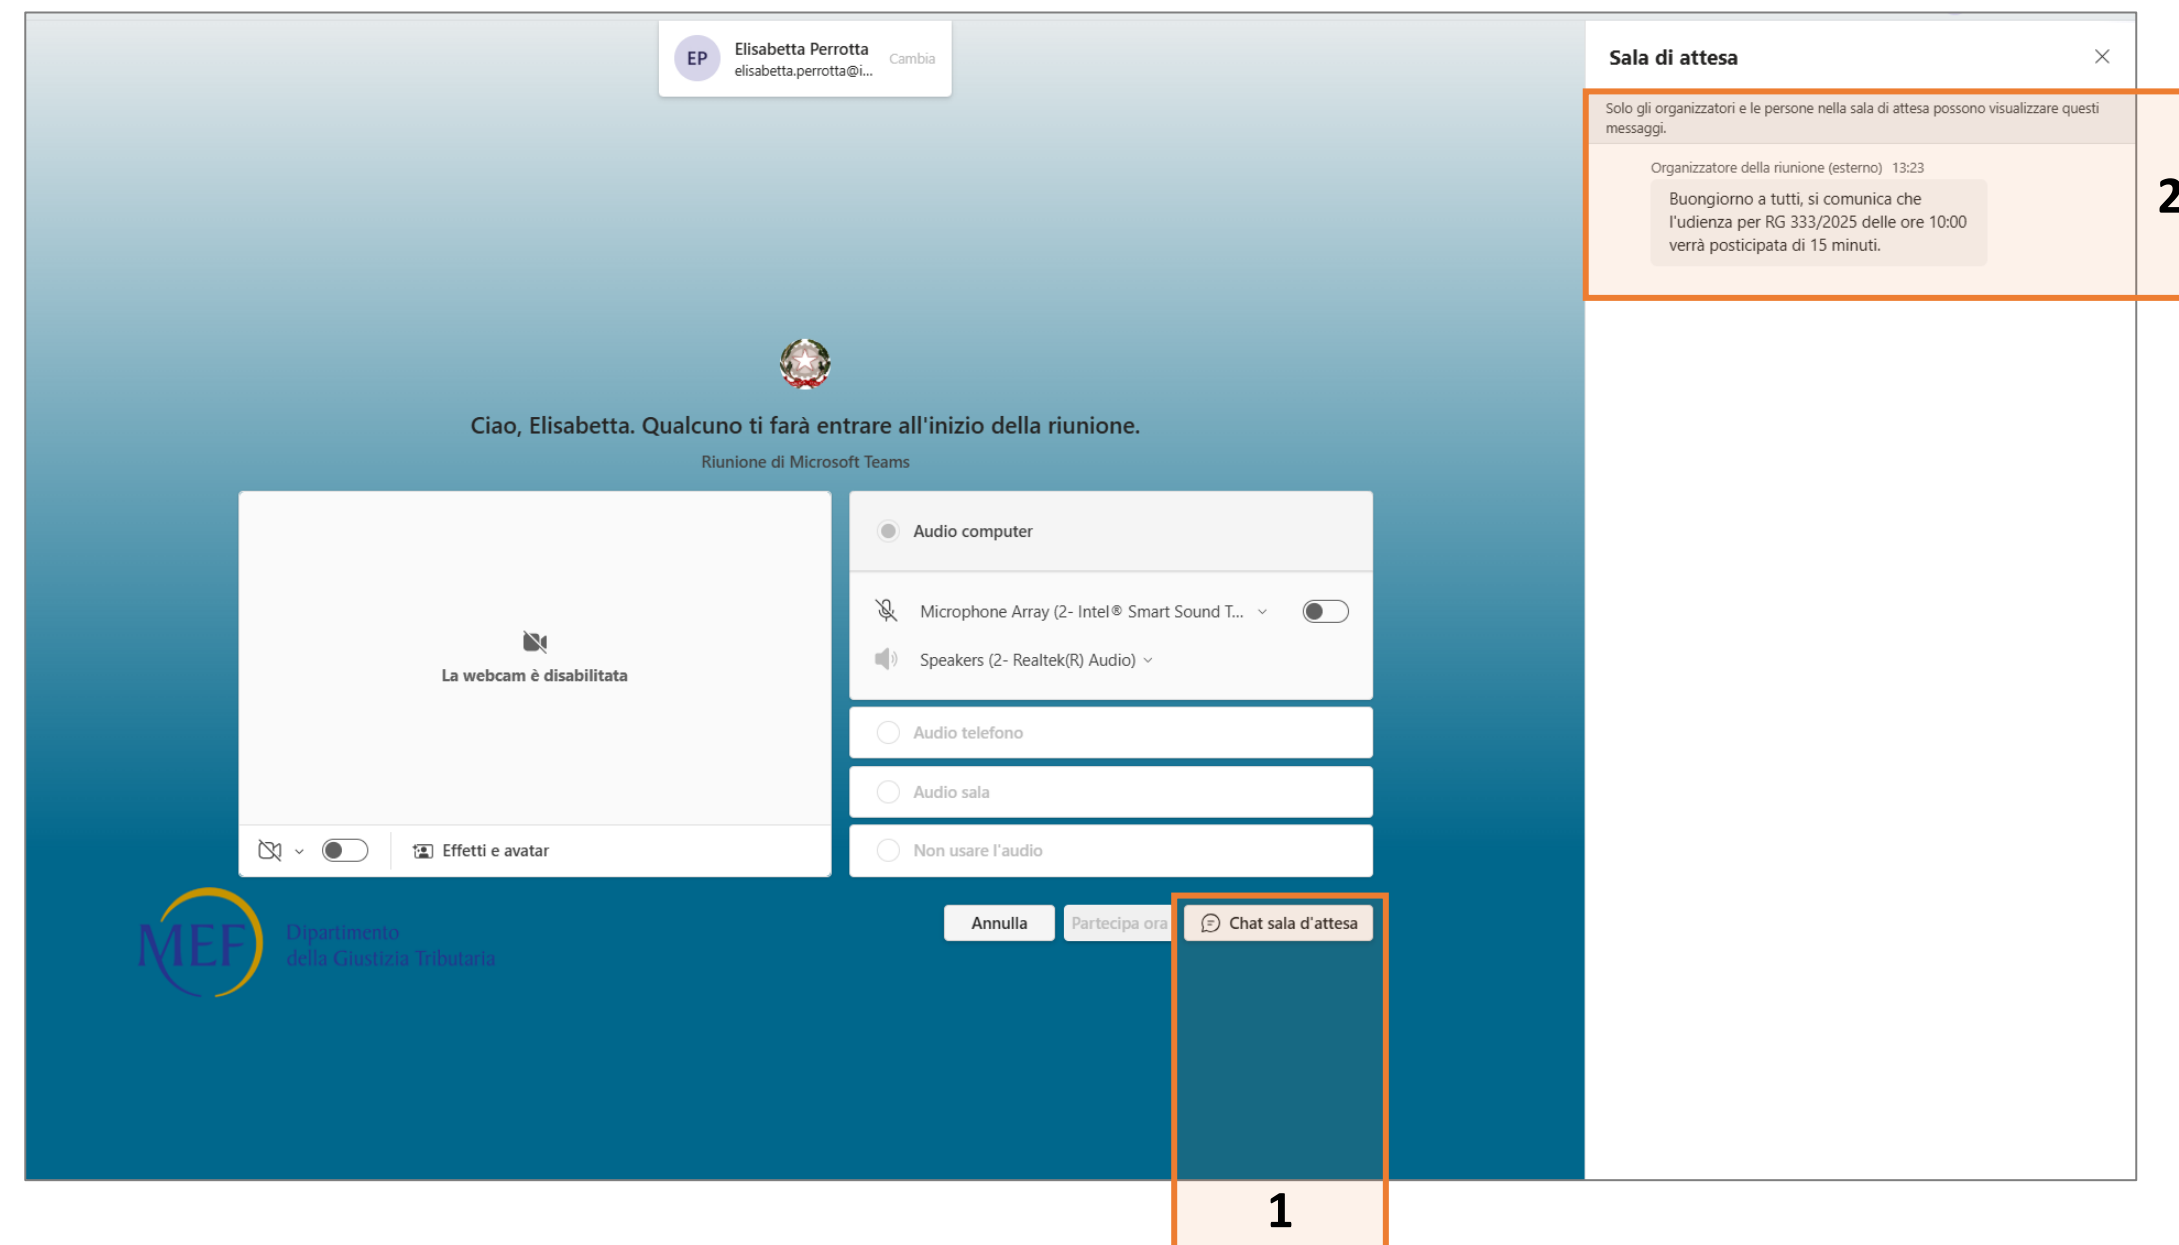 EP
Elisabetta Perrotta
elisabetta.perrotta@i...
Cambia
Sala di attesa
Solo gli organizzatori e le persone nella sala di attesa possono visualizzare questi
messaggi.
Organizzatore della riunione (esterno) 13:23
Buongiorno a tutti, si comunica che
l'udienza per RG 333/2025 delle ore 10:00
verrà posticipata di 15 minuti.
2
Ciao, Elisabetta. Qualcuno ti farà entrare all'inizio della riunione.
Riunione di Microsoft Teams
La webcam è disabilitata
Effetti e avatar
Audio computer
Microphone Array (2- Intel® Smart Sound T...
Speakers (2- Realtek(R) Audio)
Audio telefono
Audio sala
Non usare l'audio
Annulla
Partecipa ora
Chat sala d'attesa
MEF
Dipartimento
della Giustizia Tributaria
1